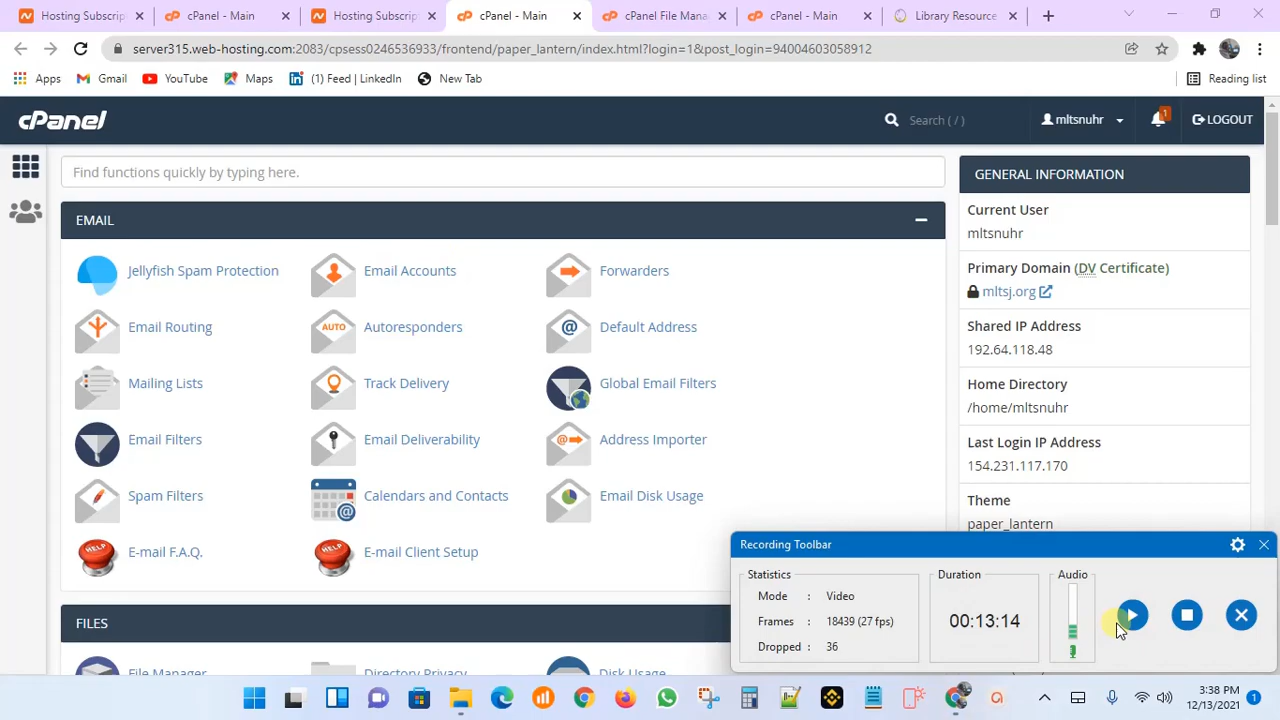 Hosting Subscrip
cPanel - Main
Hosting Subscrip
cPanel - Main
cPanel File Mana
cPanel - Main
Library Resource
server315.web-hosting.com:2083/cpsess0246536933/frontend/paper_lantern/index.html?login=1&post_login=94004603058912
Apps
Gmail
YouTube
Maps
(1) Feed | LinkedIn
New Tab
Reading list
cPanel
Search ( / )
mltsnuhr
1
LOGOUT
Find functions quickly by typing here.
GENERAL INFORMATION
Current User
mltsnuhr
Primary Domain (DV Certificate)
mltsj.org
Shared IP Address
192.64.118.48
Home Directory
/home/mltsnuhr
Last Login IP Address
154.231.117.170
Theme
paper_lantern
EMAIL
Jellyfish Spam Protection
Email Accounts
Forwarders
Email Routing
AUTO
Autoresponders
Default Address
Mailing Lists
Track Delivery
Global Email Filters
Email Filters
Email Deliverability
Address Importer
Spam Filters
Calendars and Contacts
Email Disk Usage
HELP
E-mail F.A.Q.
HELP
E-mail Client Setup
FILES
File Manager
Directory Privacy
Disk Usage
Recording Toolbar
Statistics
Mode : Video
Frames : 18439 (27 fps)
Dropped : 36
Duration
00:13:14
Audio
3:38 PM
12/13/2021
1